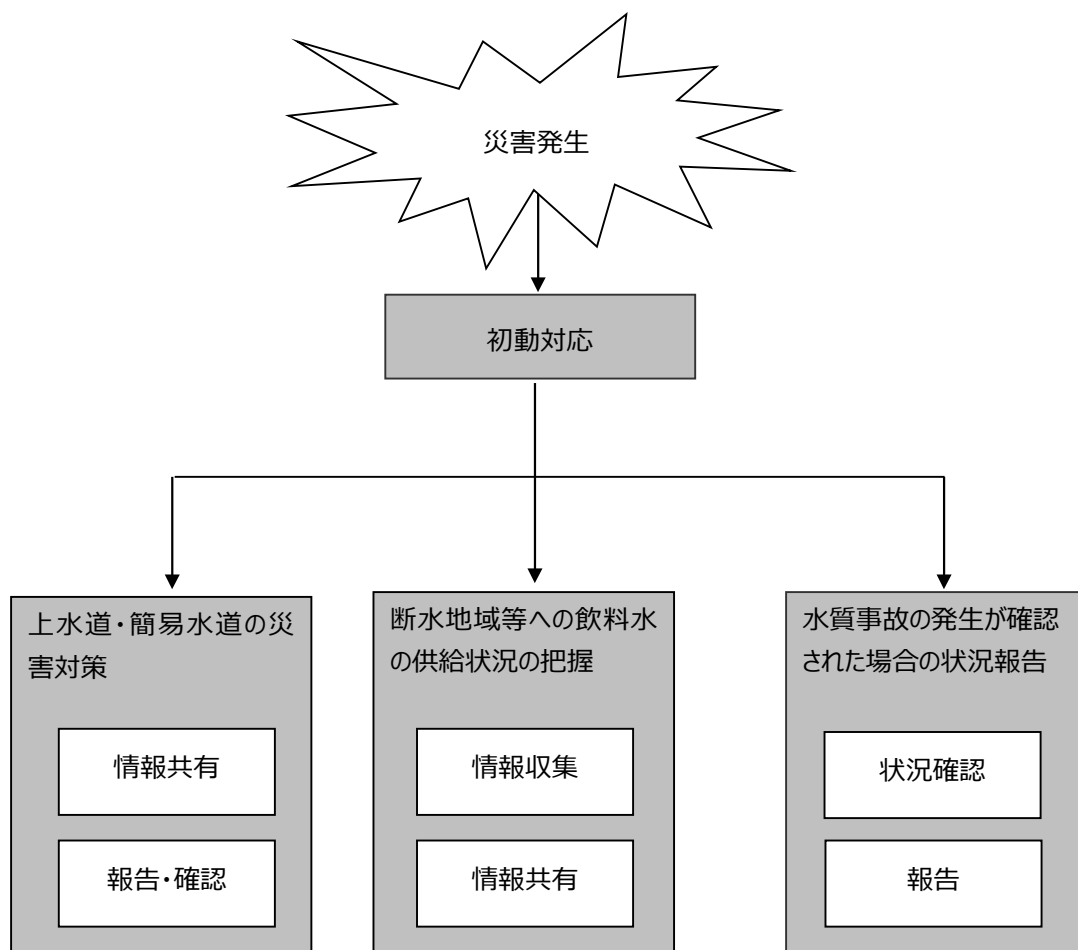 災害発生
初動対応
上水道・簡易水道の災
害対策
情報共有
報告・確認
断水地域等への飲料水
の供給状況の把握
情報収集
情報共有
水質事故の発生が確認
された場合の状況報告
状況確認
報告